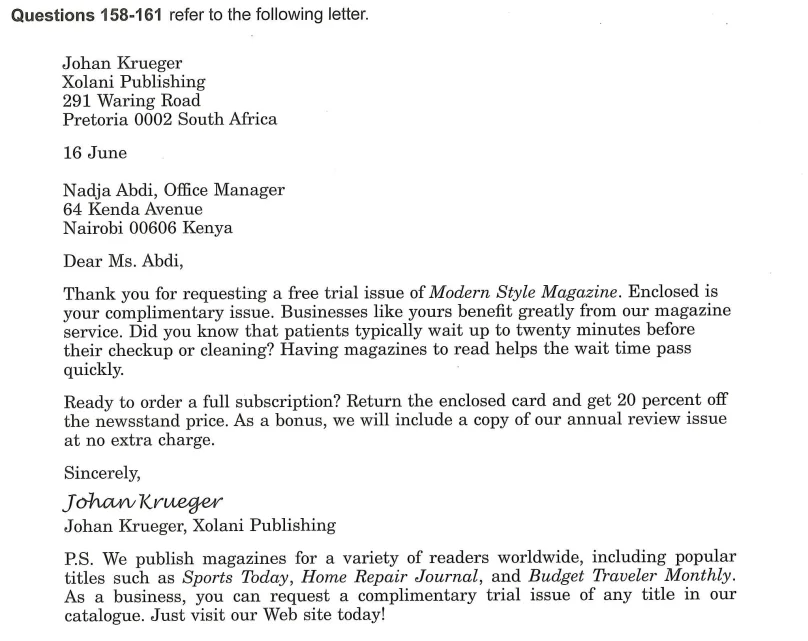 Questions 158-161 refer to the following letter.
Johan Krueger
Xolani Publishing
291 Waring Road
Pretoria 0002 South Africa
16 June
Nadja Abdi, Office Manager
64 Kenda Avenue
Nairobi 00606 Kenya
Dear Ms. Abdi,
Thank you for requesting a free trial issue of Modern Style Magazine. Enclosed is
your complimentary issue. Businesses like yours benefit greatly from our magazine
service. Did you know that patients typically wait up to twenty minutes before
their checkup or cleaning? Having magazines to read helps the wait time pass
quickly.
Ready to order a full subscription? Return the enclosed card and get 20 percent off
the newsstand price. As a bonus, we will include a copy of our annual review issue
at no extra charge.
Sincerely,
Johan Krueger
Johan Krueger, Xolani Publishing
P.S. We publish magazines for a variety of readers worldwide, including popular
titles such as Sports Today, Home Repair Journal, and Budget Traveler Monthly.
As a business, you can request a complimentary trial issue of any title in our
catalogue. Just visit our Web site today!